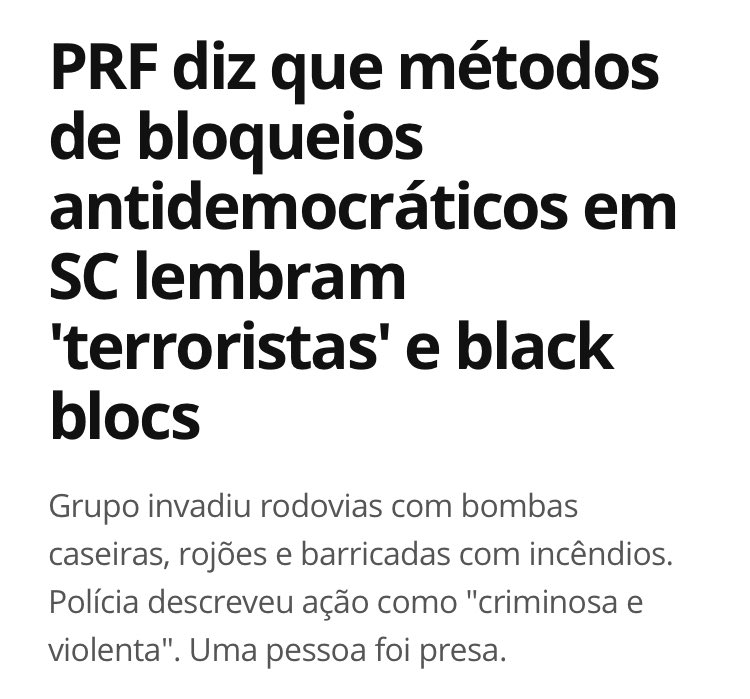 PRF diz que métodos
de bloqueios
antidemocráticos em
SC lembram
'terroristas' e black
blocs
Grupo invadiu rodovias com bombas
caseiras, rojões e barricadas com incêndios.
Polícia descreveu ação como "criminosa e
violenta". Uma pessoa foi presa.